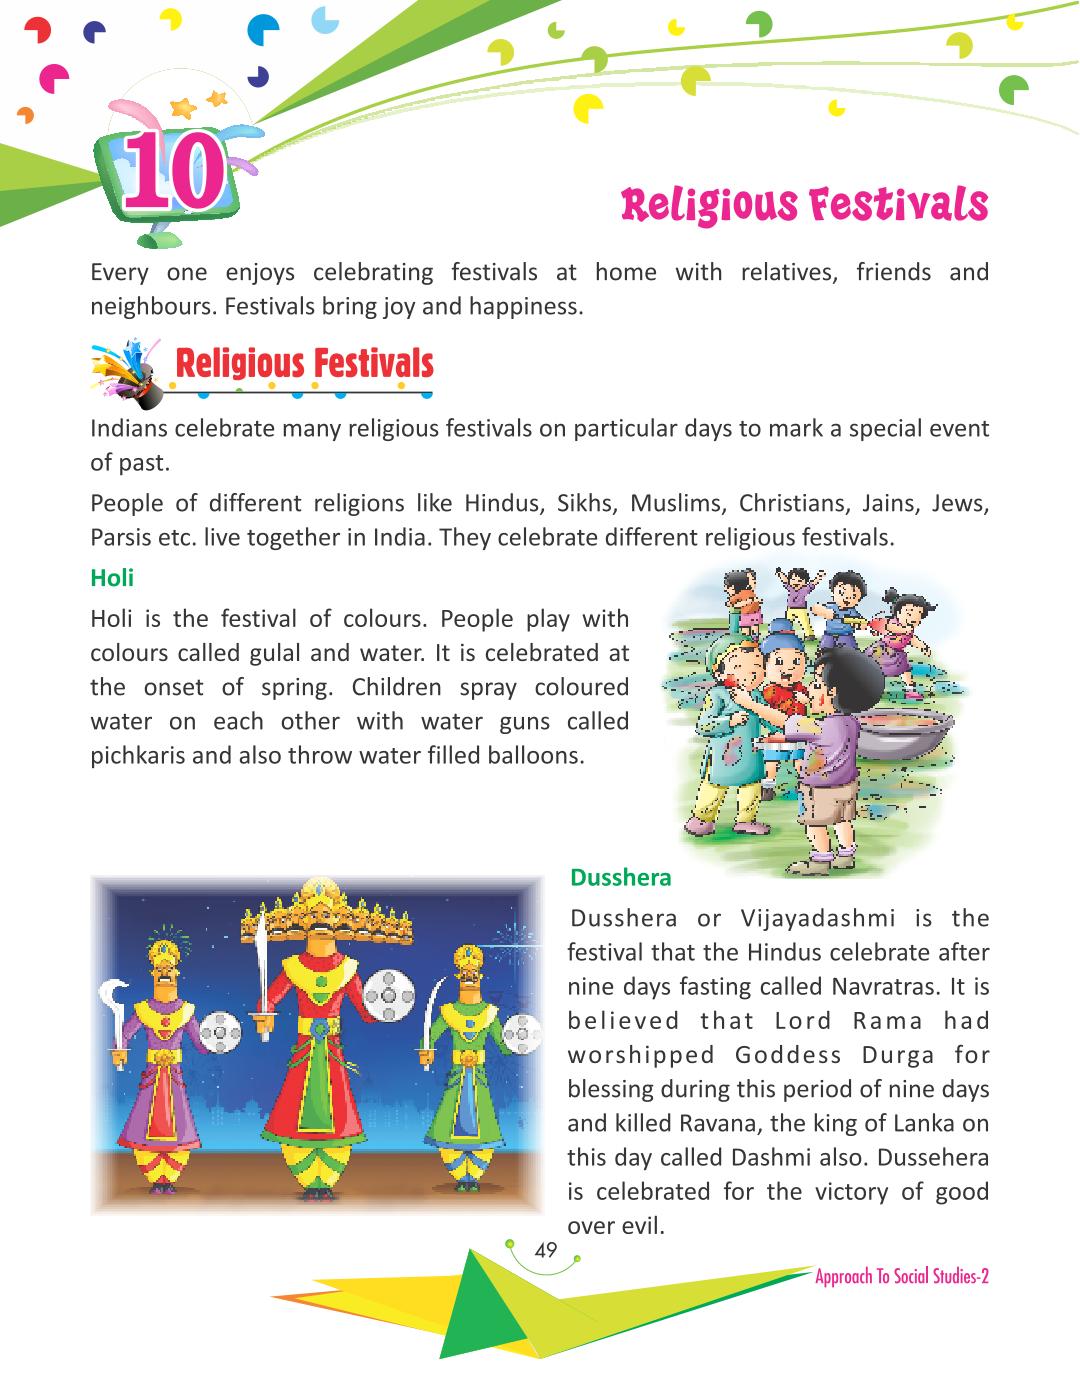 10
Religious Festivals
Every one enjoys celebrating festivals at home with relatives, friends and
neighbours. Festivals bring joy and happiness.
Religious Festivals
Indians celebrate many religious festivals on particular days to mark a special event
of past.
People of different religions like Hindus, Sikhs, Muslims, Christians, Jains, Jews,
Parsis etc. live together in India. They celebrate different religious festivals.
Holi
Holi is the festival of colours. People play with
colours called gulal and water. It is celebrated at
the onset of spring. Children spray coloured
water on each other with water guns called
pichkaris and also throw water filled balloons.
Dusshera
Dusshera or Vijayadashmi is the
festival that the Hindus celebrate after
nine days fasting called Navratras. It is
believed that Lord Rama had
worshipped Goddess Durga for
blessing during this period of nine days
and killed Ravana, the king of Lanka on
this day called Dashmi also. Dussehera
is celebrated for the victory of good
over evil.
49
Approach To Social Studies-2